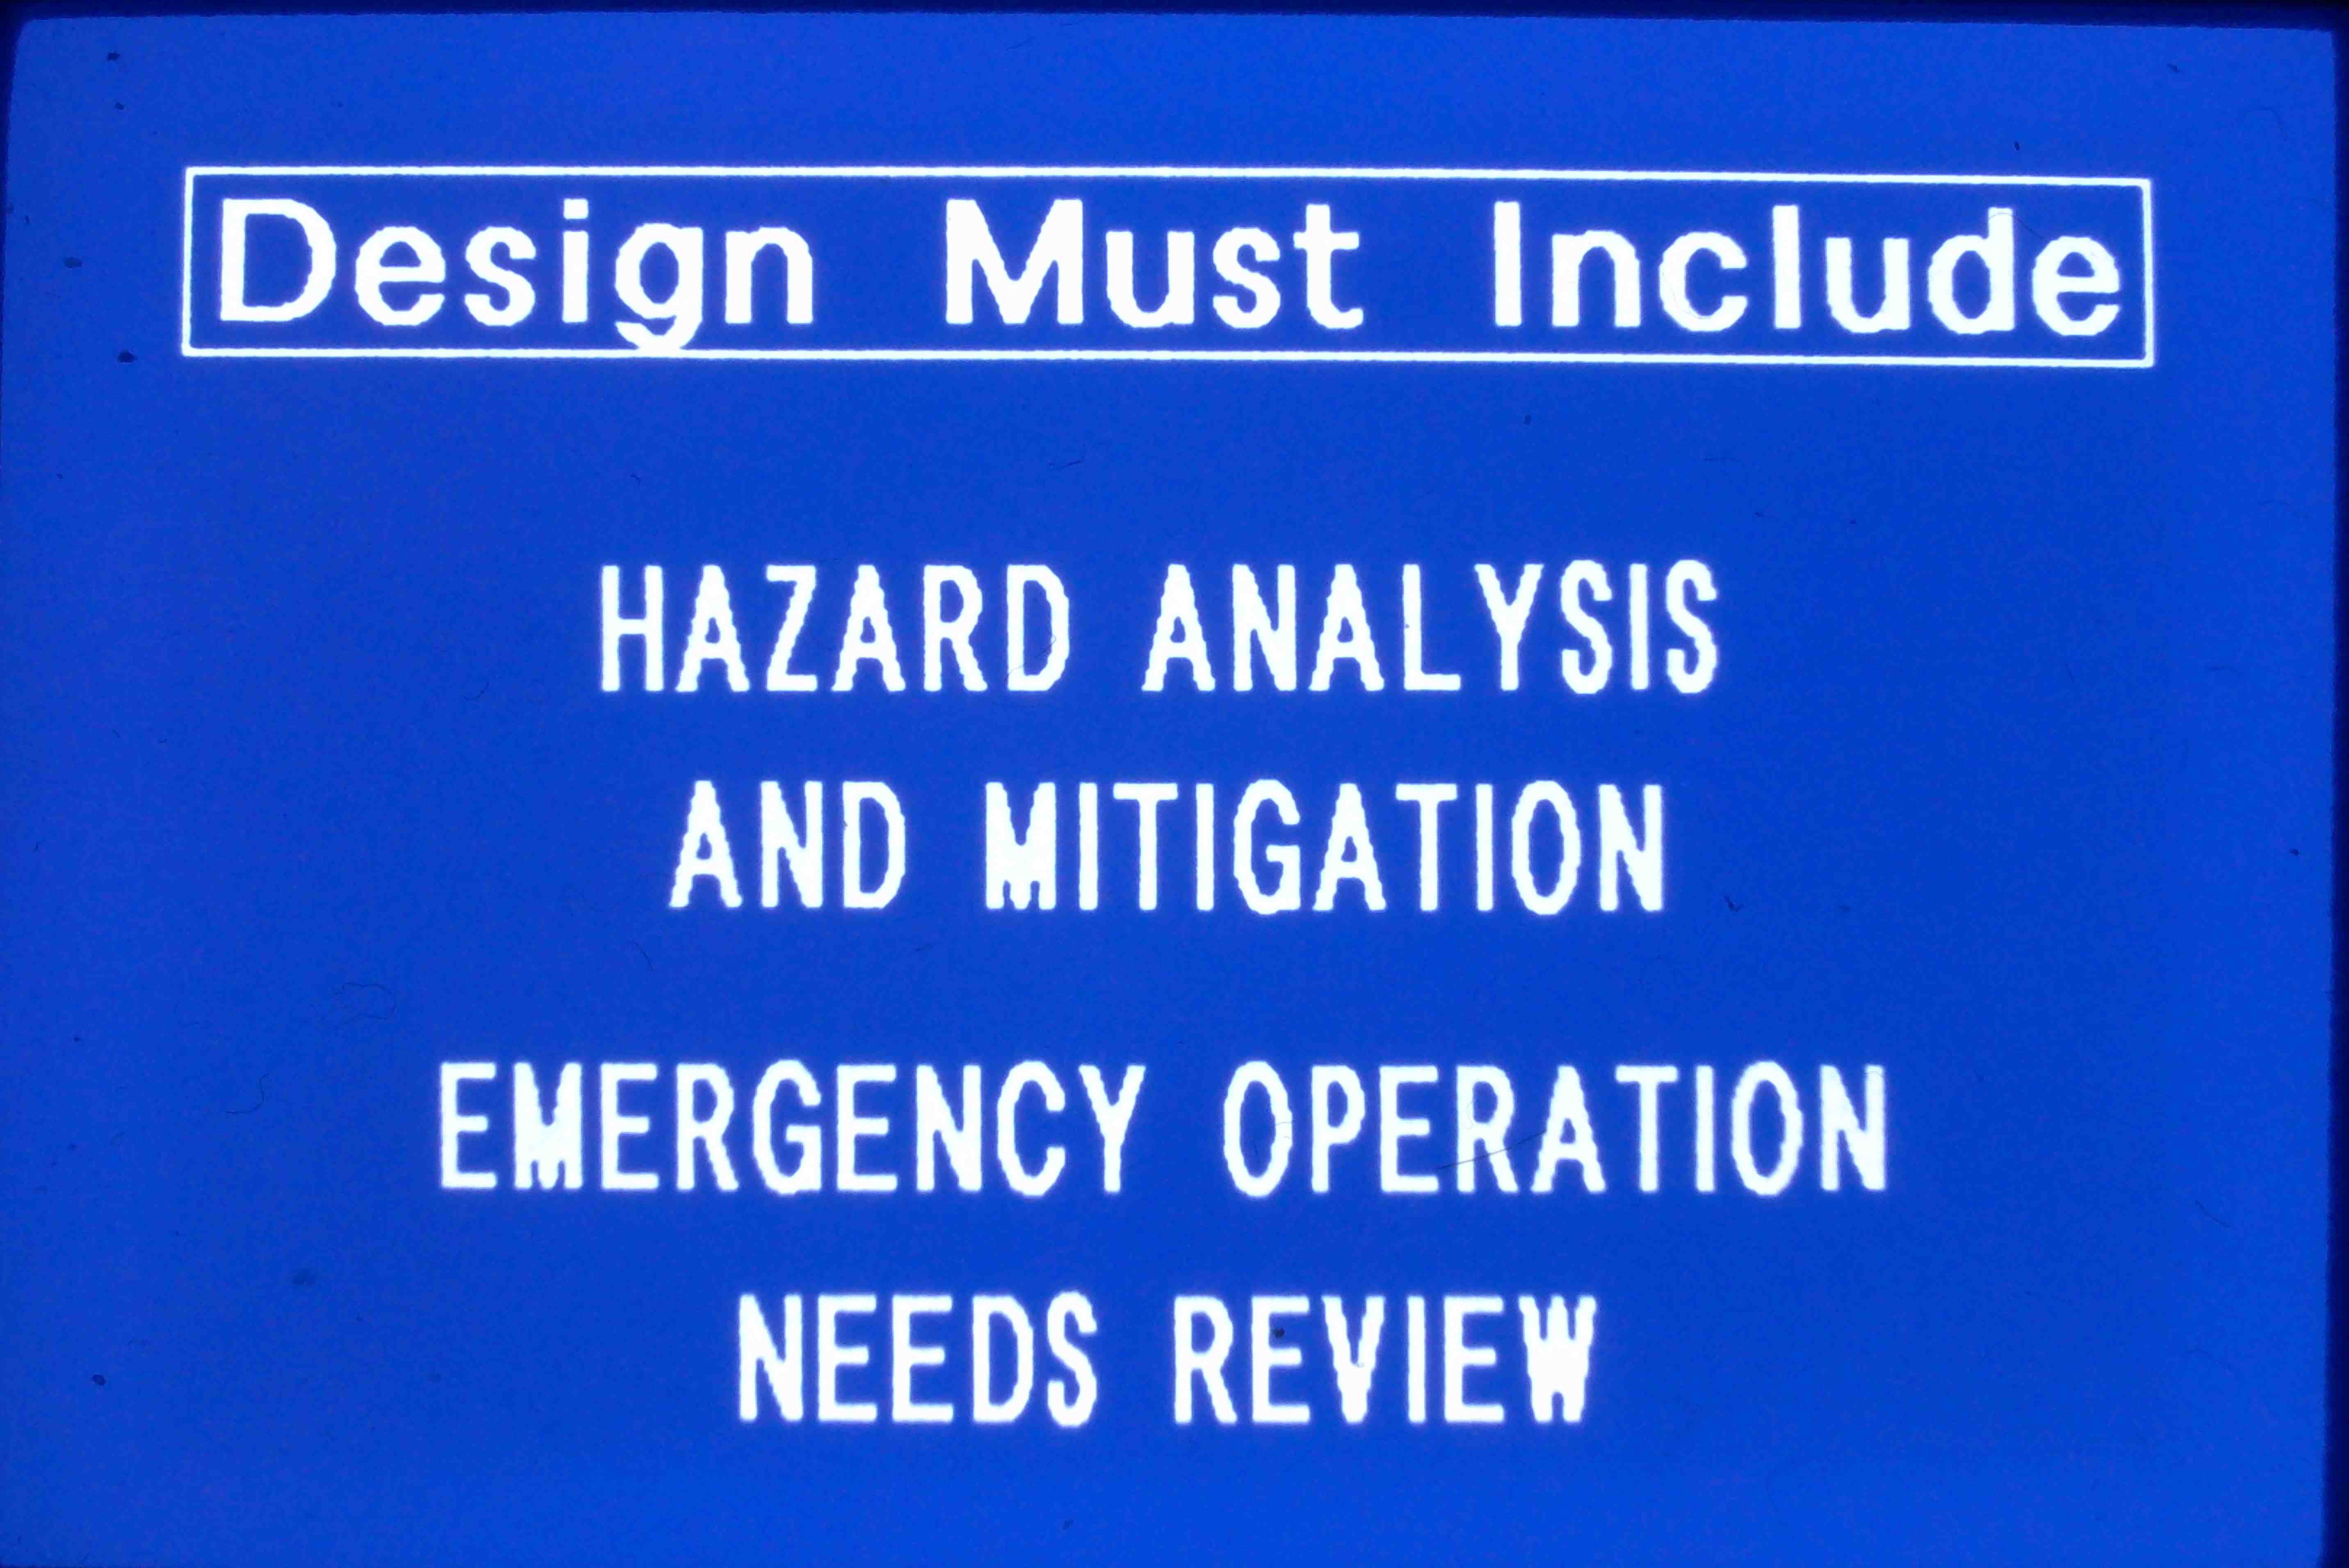 Design Must Include
HAZARD ANALYSIS
AND MITIGATION
EMERGENCY OPERATION
NEEDS REVIEW